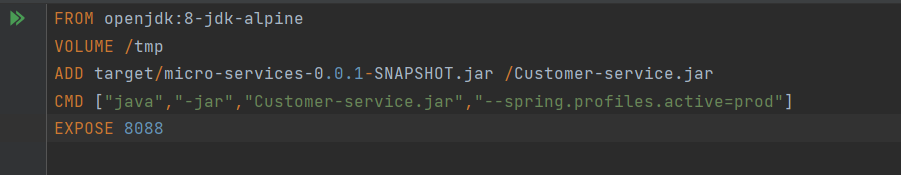 FROM openjdk:8-jdk-alpine
VOLUME /tmp
ADD target/micro-services-0.0.1-SNAPSHOT.jar /Customer-service.jar
CMD ["java","-jar","Customer-service.jar","--spring.profiles.active=prod"]
EXPOSE 8088